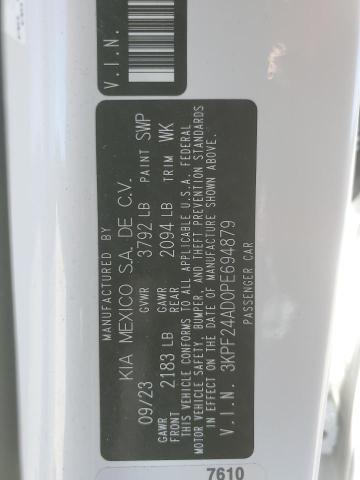 V.I.N.
MANUFACTURED BY
KIA MEXICO S.A. DE C.V.
09/23 GVWR 3792 LB PAINT SWP
GAWR FRONT 2183 LB GAWR REAR 2094 LB TRIM WK
THIS VEHICLE CONFORMS TO ALL APPLICABLE U.S.A. FEDERAL
MOTOR VEHICLE SAFETY, BUMPER, AND THEFT PREVENTION STANDARDS
IN EFFECT ON THE DATE OF MANUFACTURE SHOWN ABOVE.
V.I.N. 3KPF24AD0PE694879
PASSENGER CAR
7610